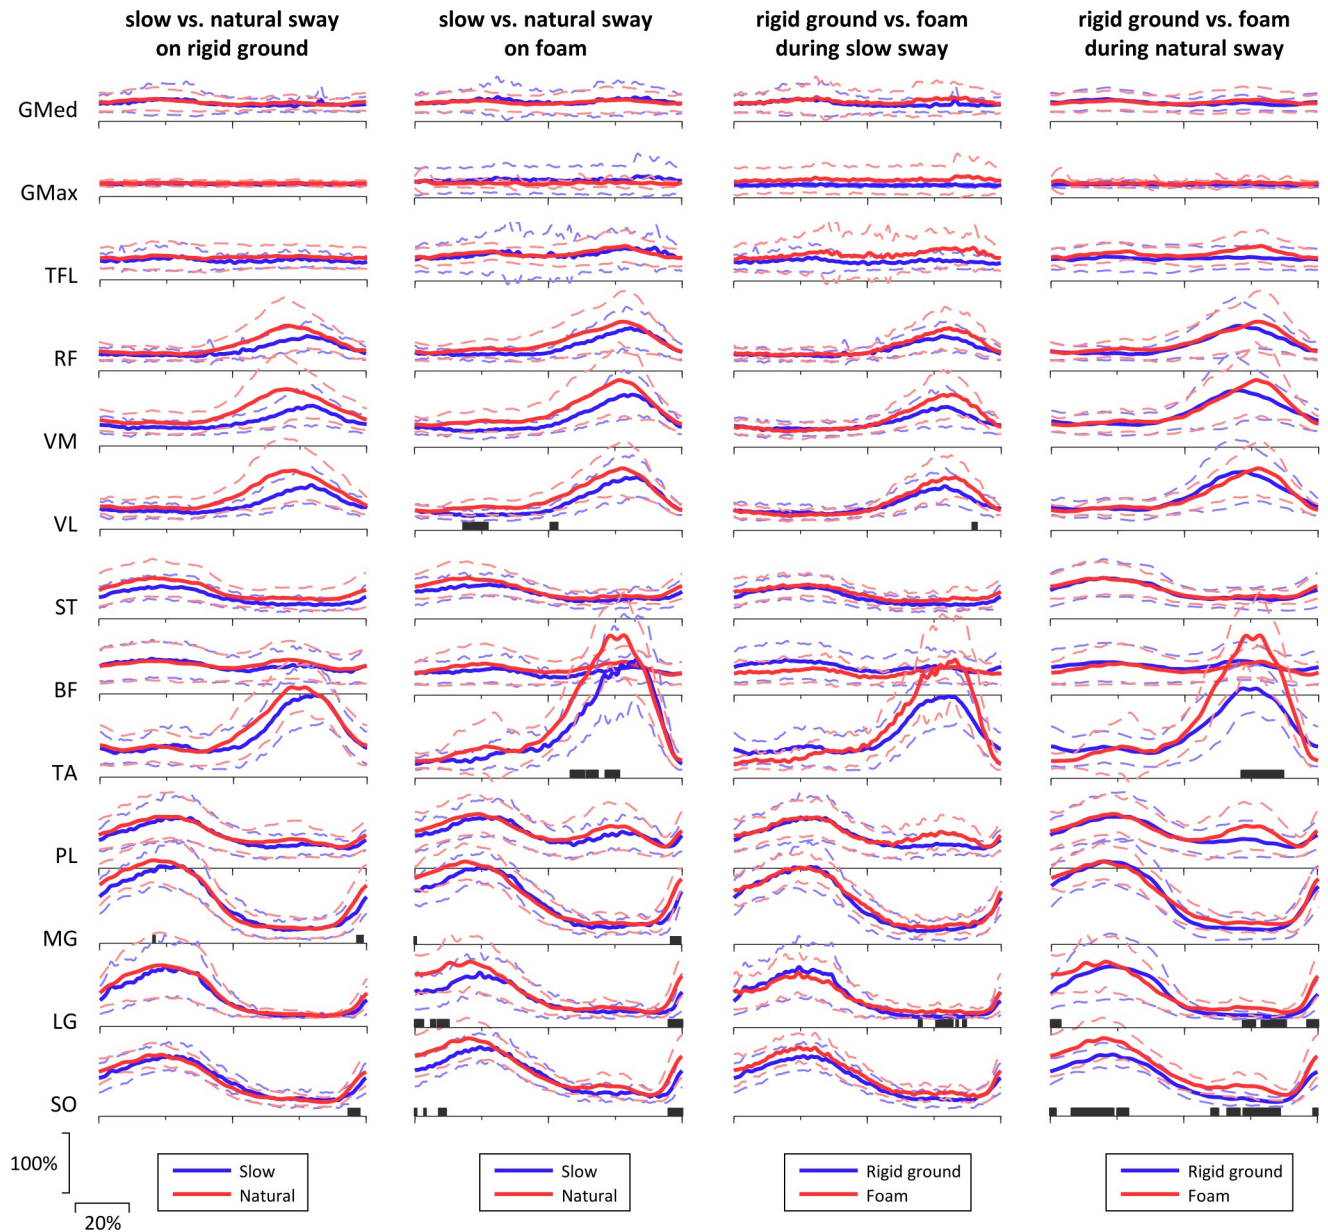 slow vs. natural sway
on rigid ground
slow vs. natural sway
on foam
rigid ground vs. foam
during slow sway
rigid ground vs. foam
during natural sway
GMed
GMax
TFL
RF
VM
VL
ST
BF
TA
PL
MG
LG
SO
100%
20%
Slow
Natural
Slow
Natural
Rigid ground
Foam
Rigid ground
Foam